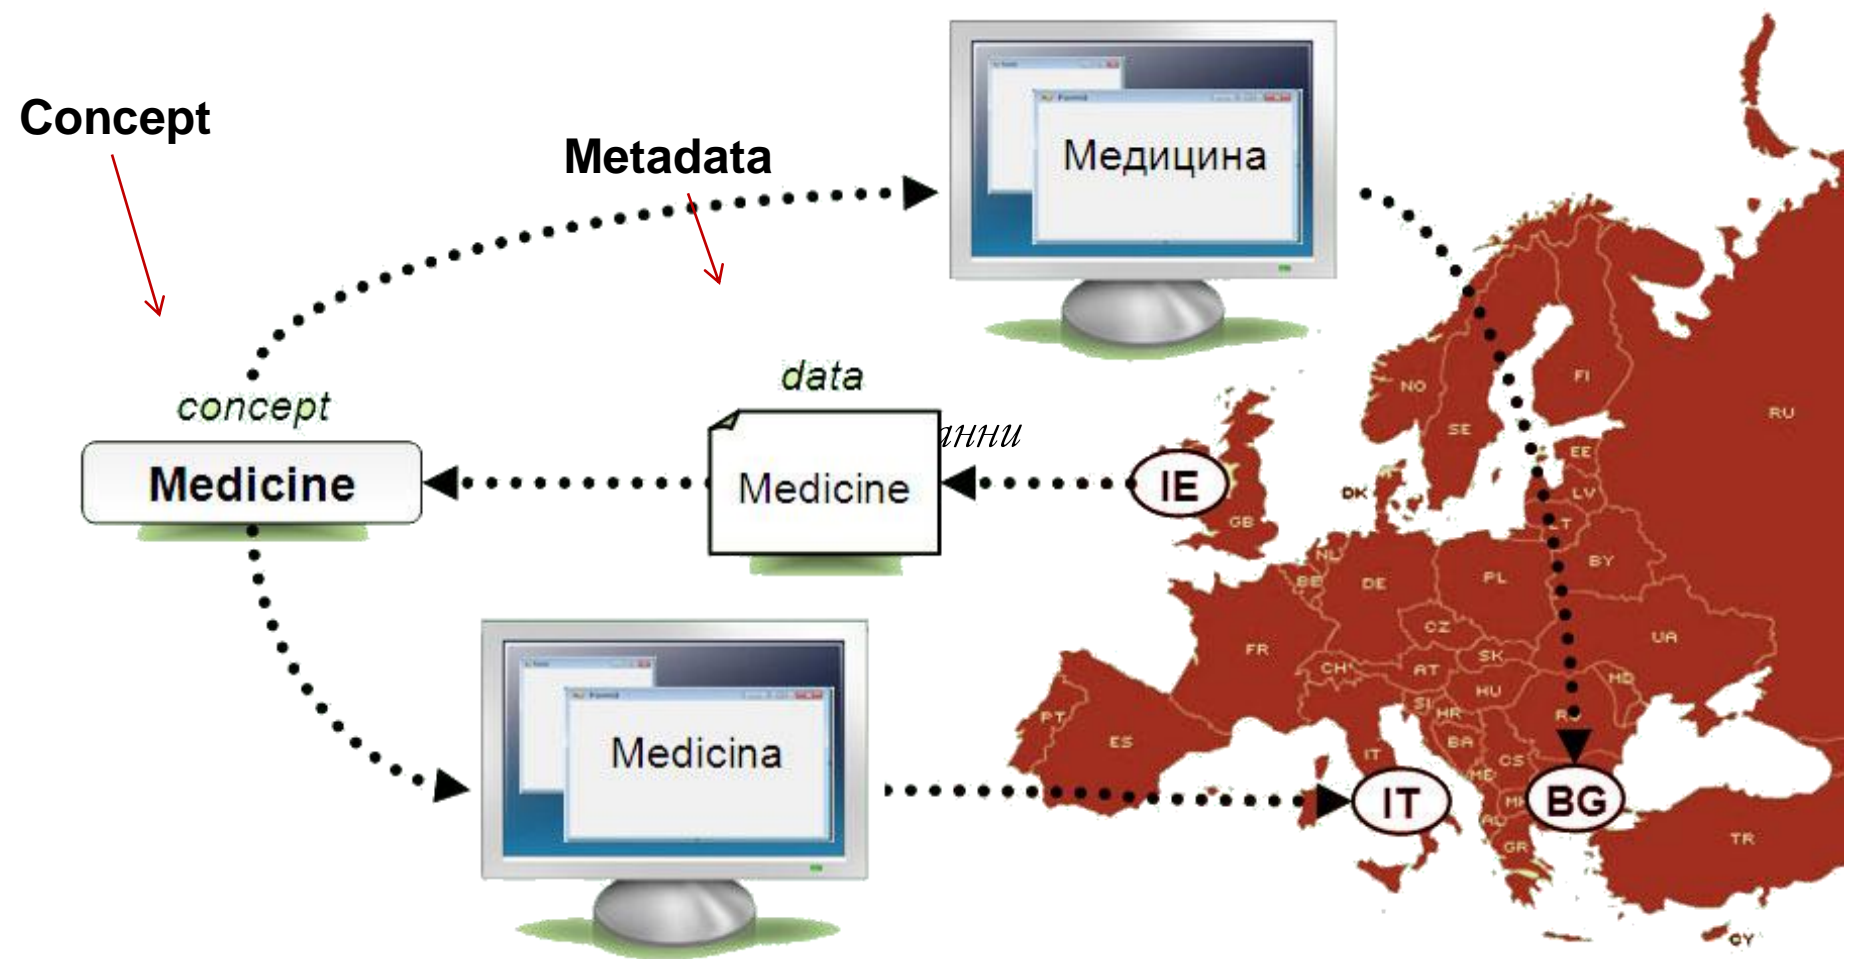 Concept
Metadata
Медицина
data
concept
Medicine
Medicine
анни
IE
Medicina
IT
BG
NO
SE
FI
RU
EE
LV
LT
DK
GB
NL
BE
DE
PL
BY
CZ
SK
UA
FR
CH
AT
HU
MD
SI
HR
PT
ES
IT
BA
CS
ME
AL
GR
TR
CY